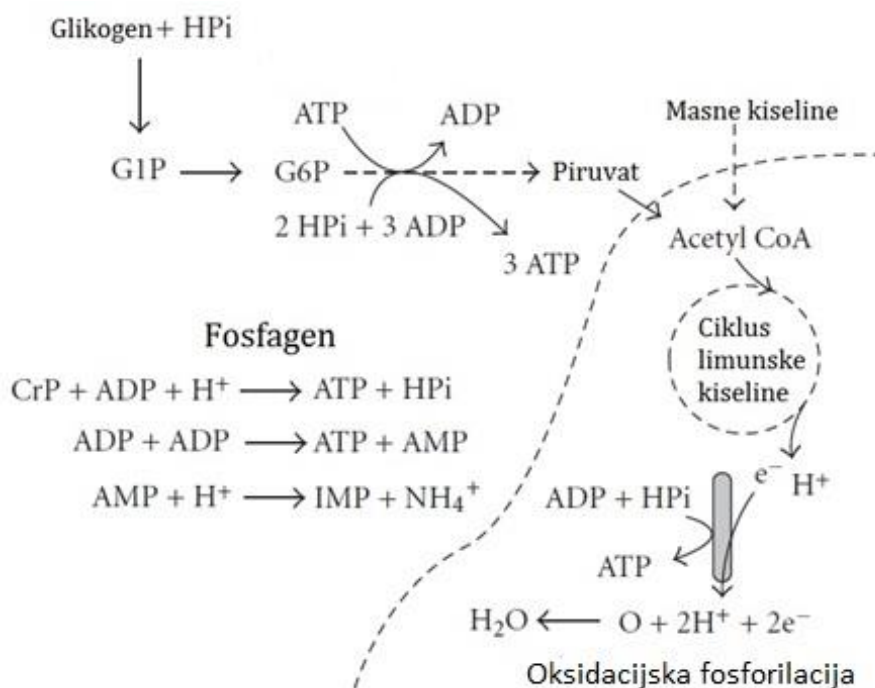 Glikogen + HPi
ATP
ADP
Masne kiseline
G1P
G6P
Piruvat
2 HPi + 3 ADP
3 ATP
Acetyl CoA
Fosfagen
CrP + ADP + H⁺ ⟶ ATP + HPi
ADP + ADP ⟶ ATP + AMP
AMP + H⁺ ⟶ IMP + NH₄⁺
Ciklus
limunske
kiseline
e⁻ H⁺
ADP + HPi
ATP
H₂O ⟵ O + 2H⁺ + 2e⁻
Oksidacijska fosforilacija